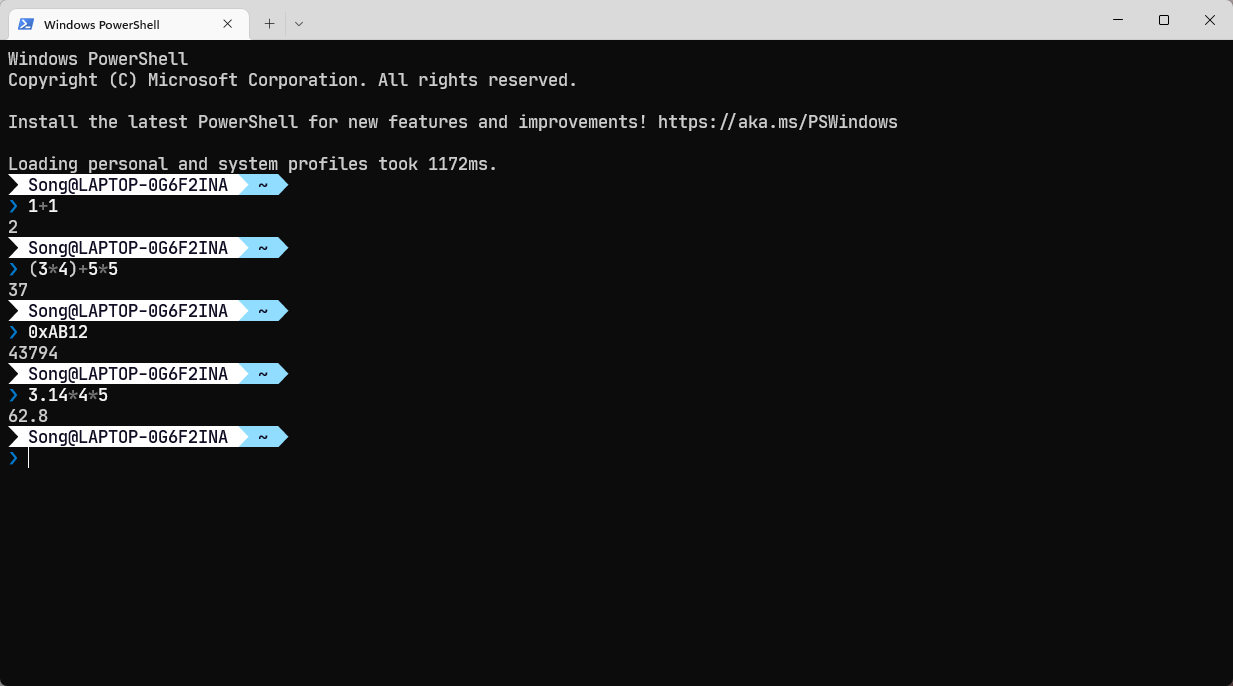 Windows PowerShell
Windows PowerShell
Copyright (C) Microsoft Corporation. All rights reserved.
Install the latest PowerShell for new features and improvements! https://aka.ms/PSWindows
Loading personal and system profiles took 1172ms.
Song@LAPTOP-0G6F2INA ~
❯ 1+1
2
Song@LAPTOP-0G6F2INA ~
❯ (3*4)+5*5
37
Song@LAPTOP-0G6F2INA ~
❯ 0xAB12
43794
Song@LAPTOP-0G6F2INA ~
❯ 3.14*4*5
62.8
Song@LAPTOP-0G6F2INA ~
❯